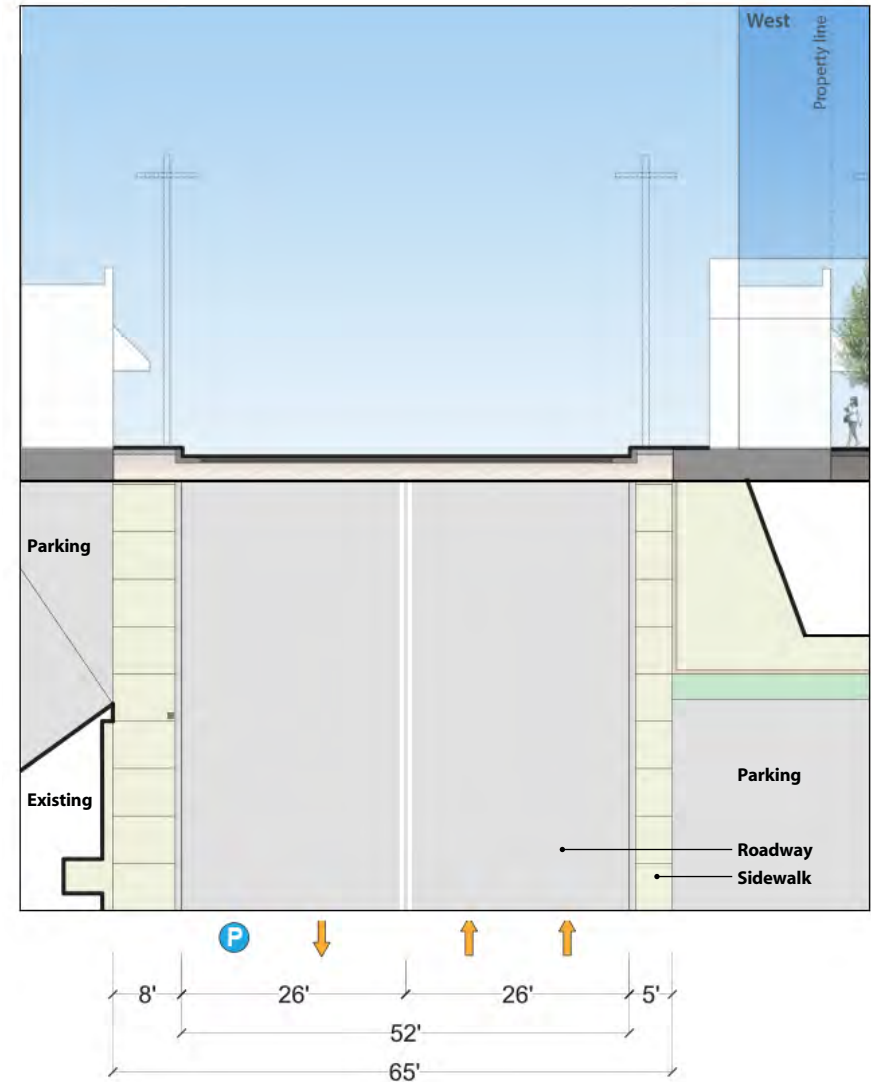 West
Property line
Parking
Existing
Parking
Roadway
Sidewalk
P
8'
26'
26'
5'
52'
65'